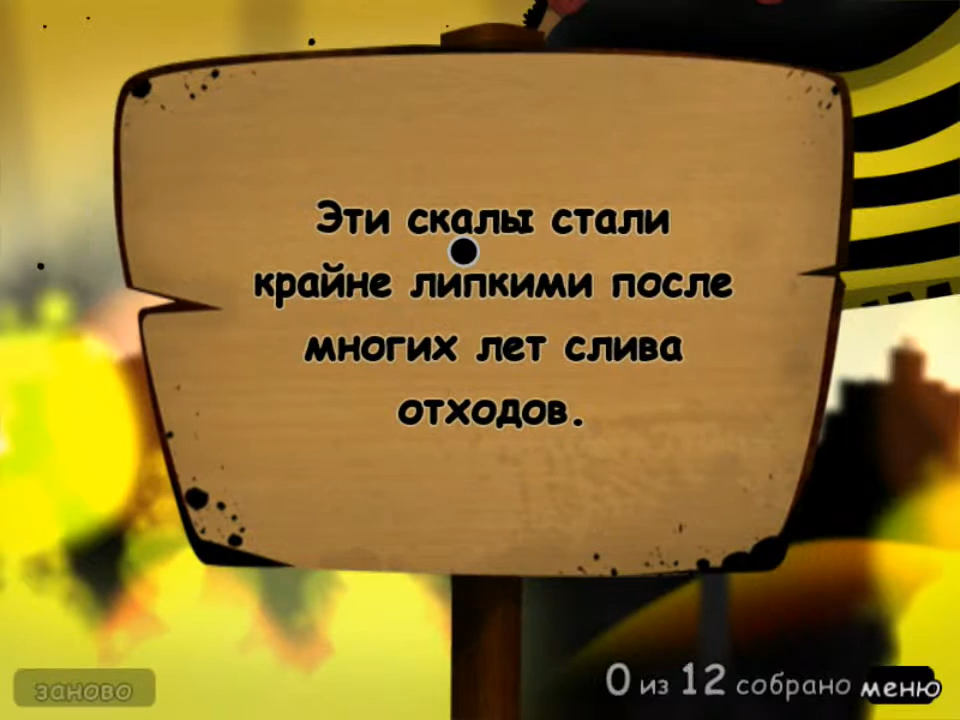 Эти скалы стали
крайне липкими после
многих лет слива
отходов.
заново
0 из 12 собрано меню